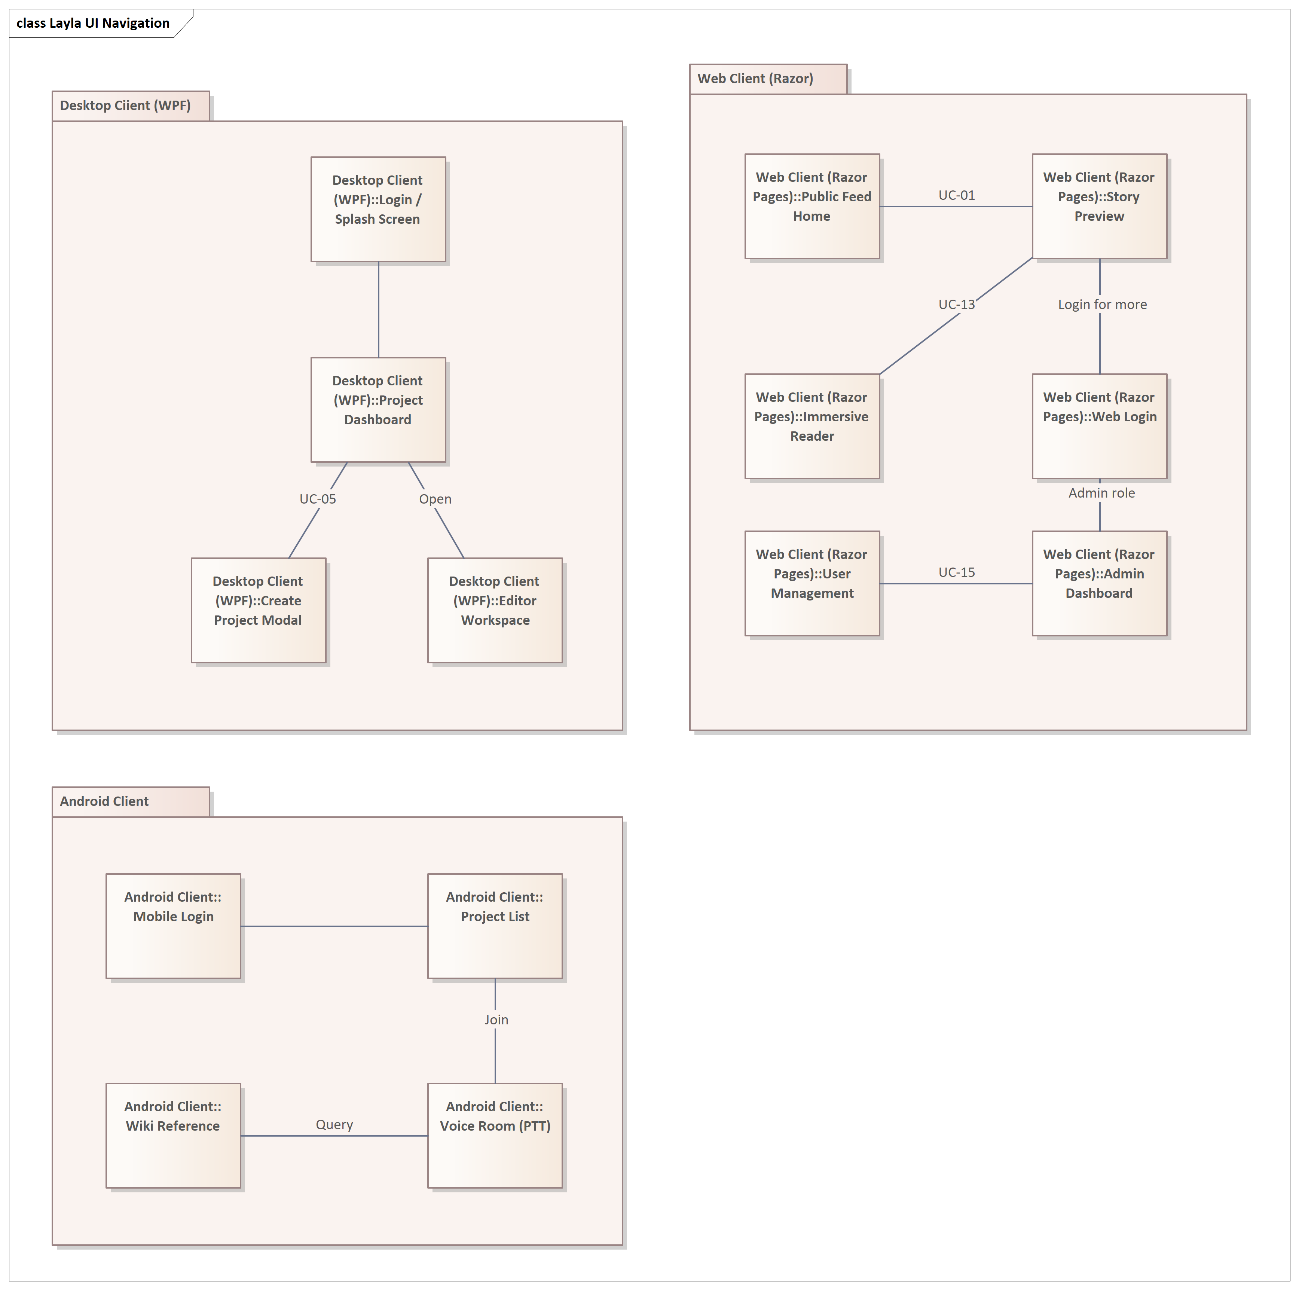 class Layla UI Navigation
Desktop Client (WPF)
Desktop Client
(WPF)::Login /
Splash Screen
Desktop Client
(WPF)::Project
Dashboard
UC-05
Open
Desktop Client
(WPF)::Create
Project Modal
Desktop Client
(WPF)::Editor
Workspace
Web Client (Razor)
Web Client (Razor
Pages)::Public Feed
Home
UC-01
Web Client (Razor
Pages)::Story
Preview
UC-13
Login for more
Web Client (Razor
Pages)::Immersive
Reader
Web Client (Razor
Pages)::Web Login
Admin role
Web Client (Razor
Pages)::User
Management
UC-15
Web Client (Razor
Pages)::Admin
Dashboard
Android Client
Android Client::
Mobile Login
Android Client::
Project List
Join
Android Client::
Wiki Reference
Query
Android Client::
Voice Room (PTT)